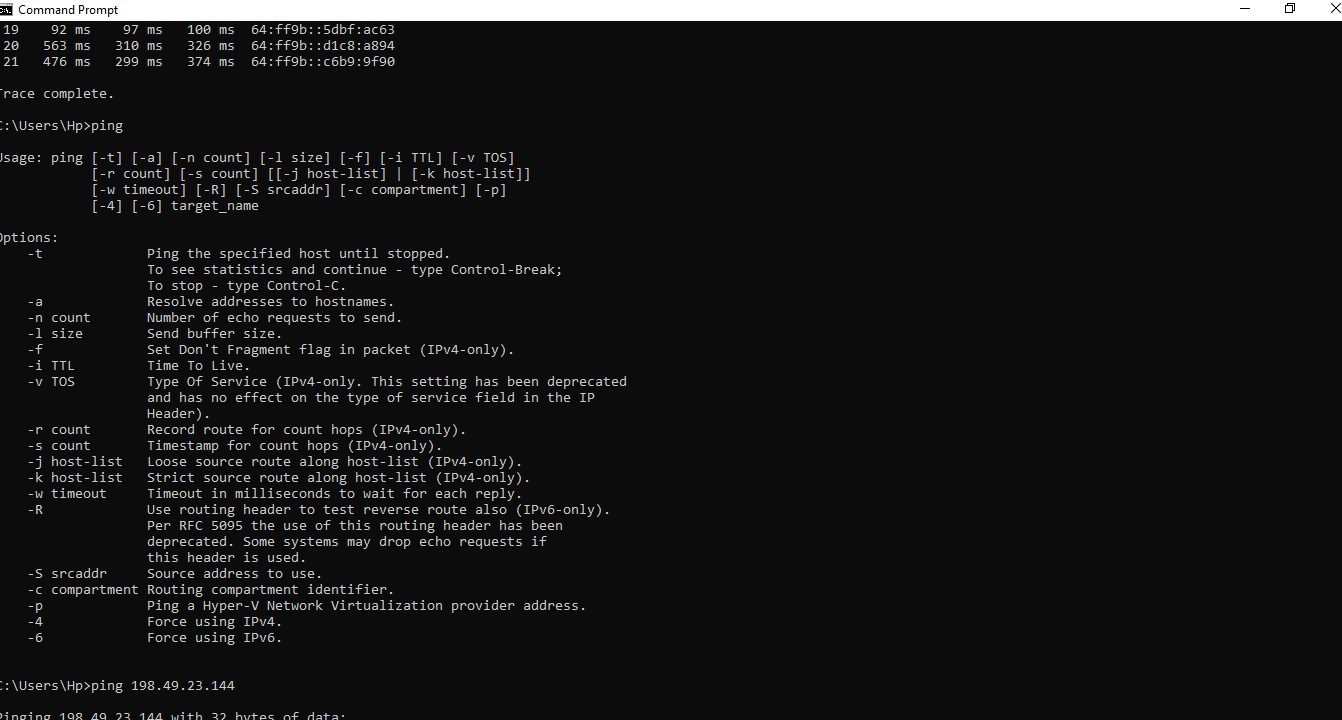 Command Prompt
19 92 ms 97 ms 100 ms 64:ff9b::5dbf:ac63
20 563 ms 310 ms 326 ms 64:ff9b::d1c8:a894
21 476 ms 299 ms 374 ms 64:ff9b::c6b9:9f90
Trace complete.
C:\Users\Hp>ping
Usage: ping [-t] [-a] [-n count] [-l size] [-f] [-i TTL] [-v TOS]
[-r count] [-s count] [[-j host-list] | [-k host-list]]
[-w timeout] [-R] [-S srcaddr] [-c compartment] [-p]
[-4] [-6] target_name
Options:
-t Ping the specified host until stopped.
To see statistics and continue - type Control-Break;
To stop - type Control-C.
-a Resolve addresses to hostnames.
-n count Number of echo requests to send.
-l size Send buffer size.
-f Set Don't Fragment flag in packet (IPv4-only).
-i TTL Time To Live.
-v TOS Type Of Service (IPv4-only. This setting has been deprecated
and has no effect on the type of service field in the IP
Header).
-r count Record route for count hops (IPv4-only).
-s count Timestamp for count hops (IPv4-only).
-j host-list Loose source route along host-list (IPv4-only).
-k host-list Strict source route along host-list (IPv4-only).
-w timeout Timeout in milliseconds to wait for each reply.
-R Use routing header to test reverse route also (IPv6-only).
Per RFC 5095 the use of this routing header has been
deprecated. Some systems may drop echo requests if
this header is used.
-S srcaddr Source address to use.
-c compartment Routing compartment identifier.
-p Ping a Hyper-V Network Virtualization provider address.
-4 Force using IPv4.
-6 Force using IPv6.
C:\Users\Hp>ping 198.49.23.144
Pinging 198.49.23.144 with 32 bytes of data: